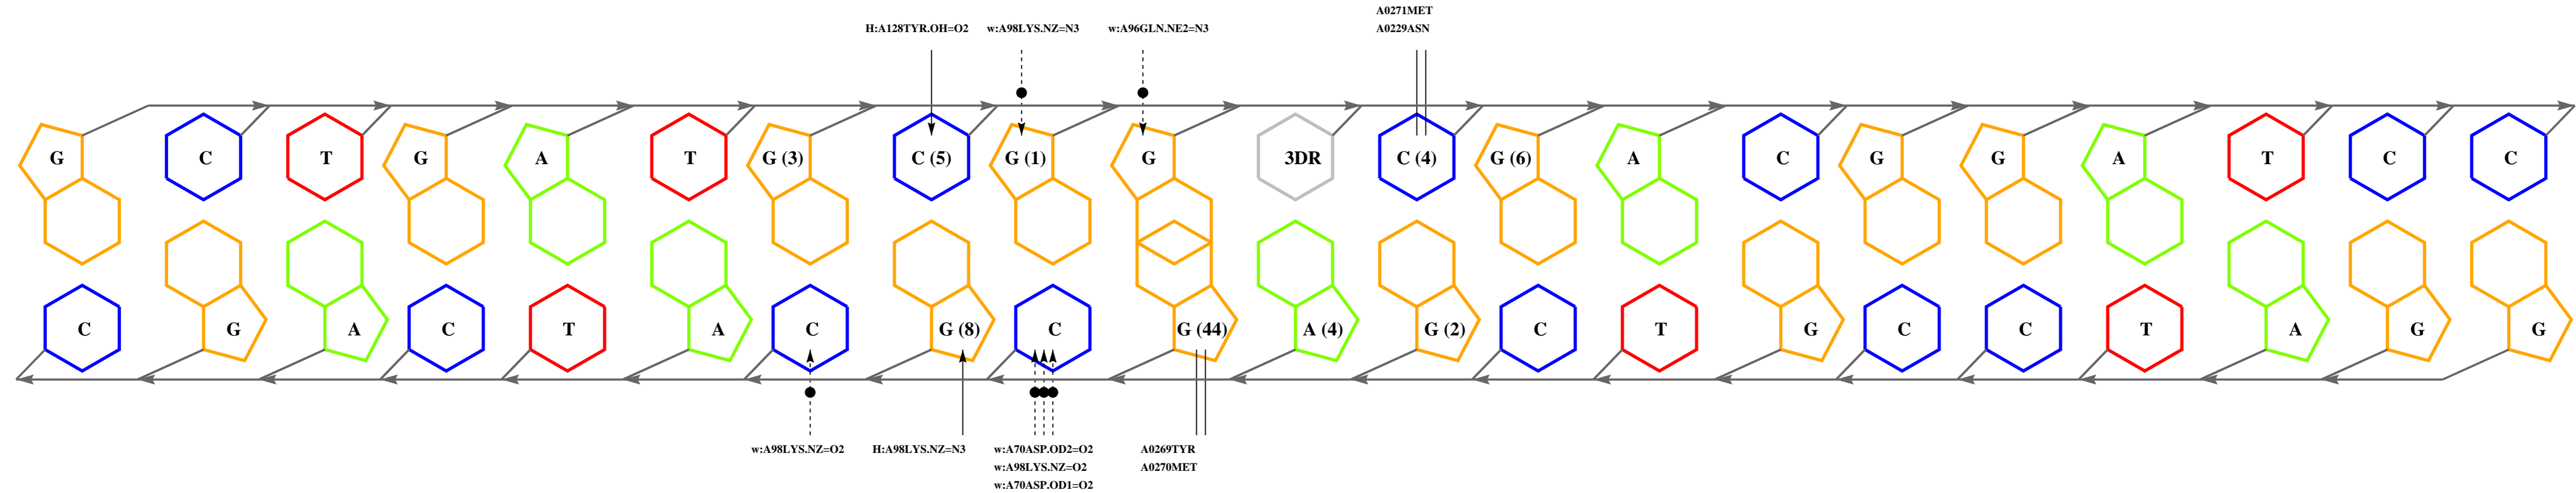 A0271MET
H:A128TYR.OH=O2 w:A98LYS.NZ=N3 w:A96GLN.NE2=N3 A0229ASN
G C T G A T G (3) C (5) G (1) G 3DR C (4) G (6) A C G G A T C C
C G A C T A C G (8) C G (44) A (4) G (2) C T G C C T A G G
w:A98LYS.NZ=O2 H:A98LYS.NZ=N3 w:A70ASP.OD2=O2 A0269TYR
w:A98LYS.NZ=O2 A0270MET
w:A70ASP.OD1=O2